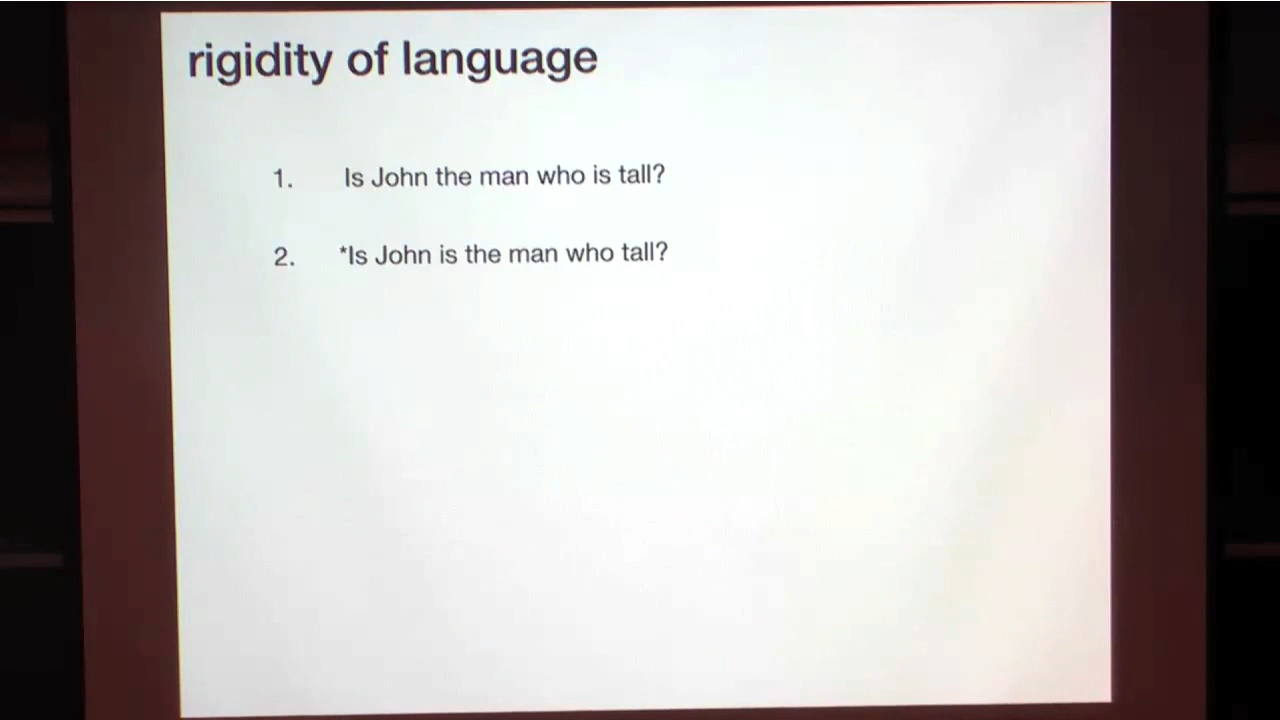 rigidity of language
1. Is John the man who is tall?
2. *Is John is the man who tall?